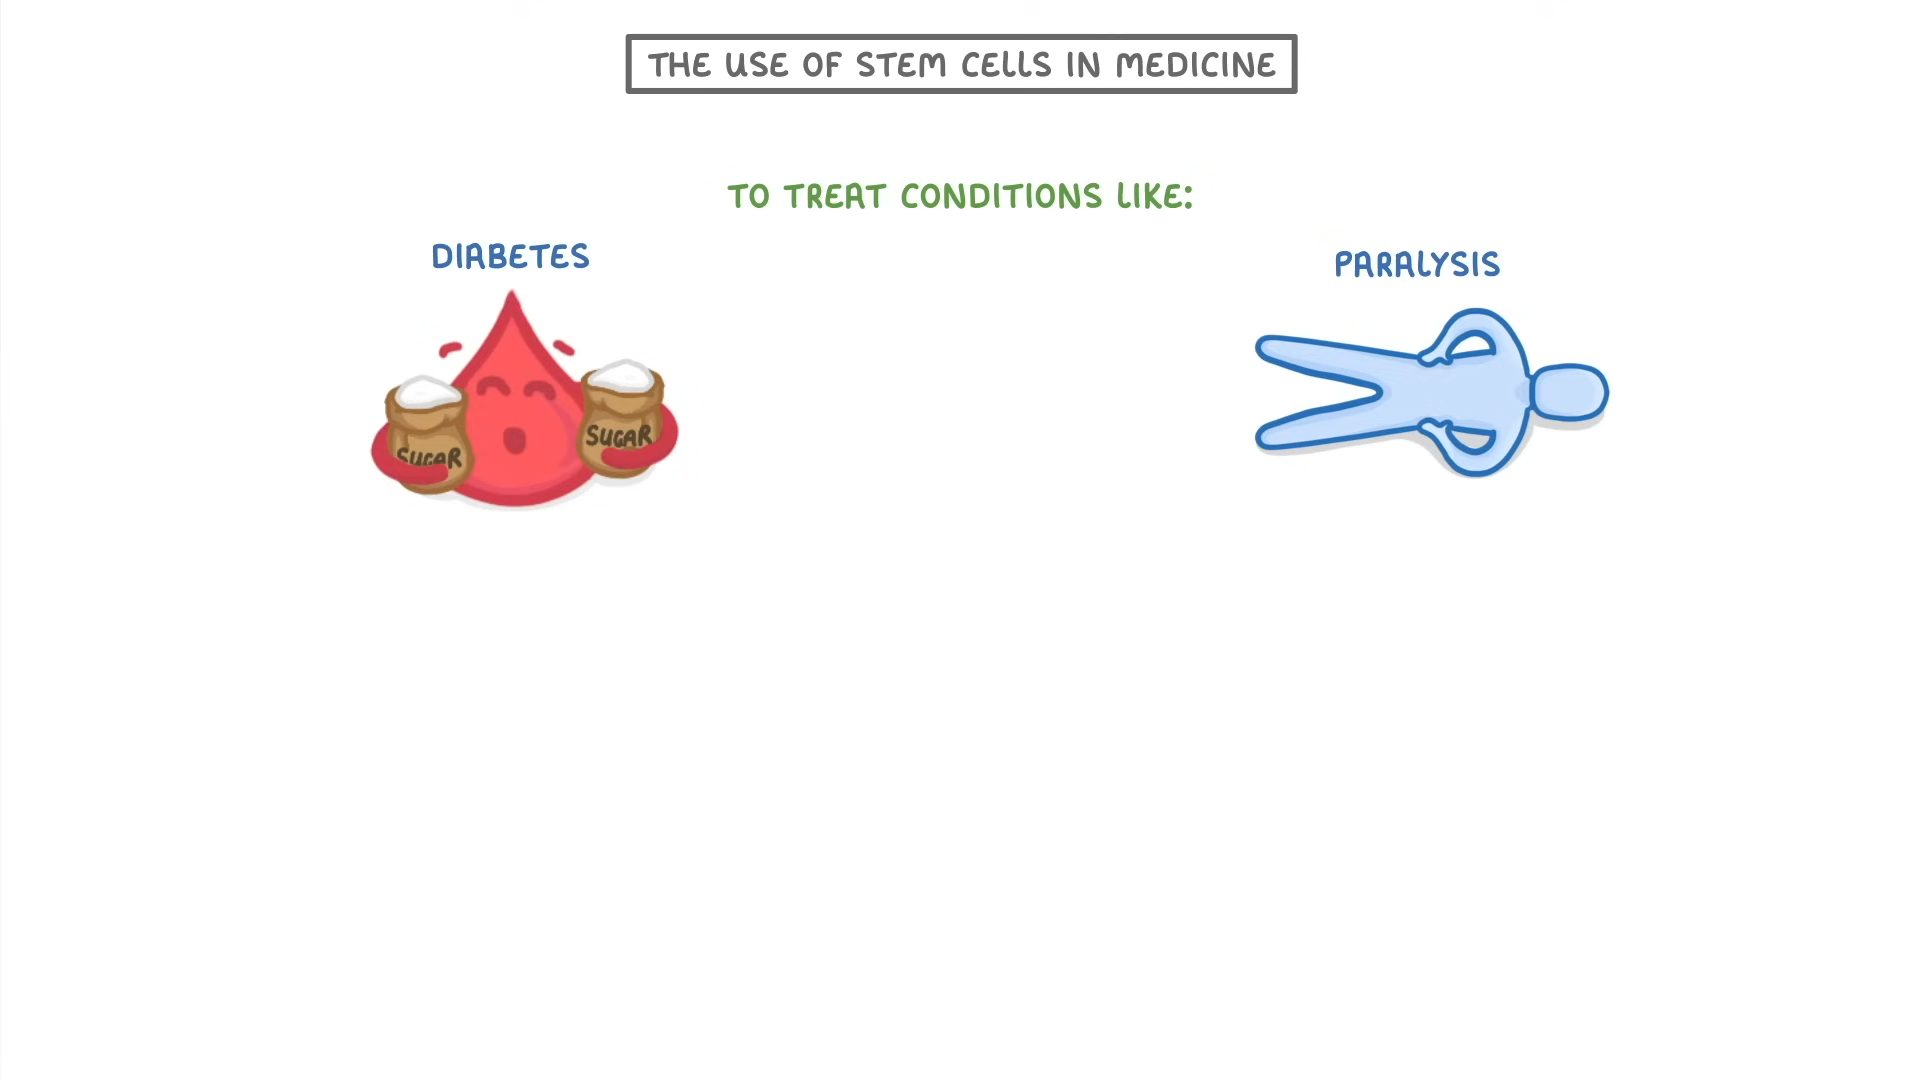 THE USE OF STEM CELLS IN MEDICINE
TO TREAT CONDITIONS LIKE:
DIABETES
PARALYSIS
SUGAR
SUGAR